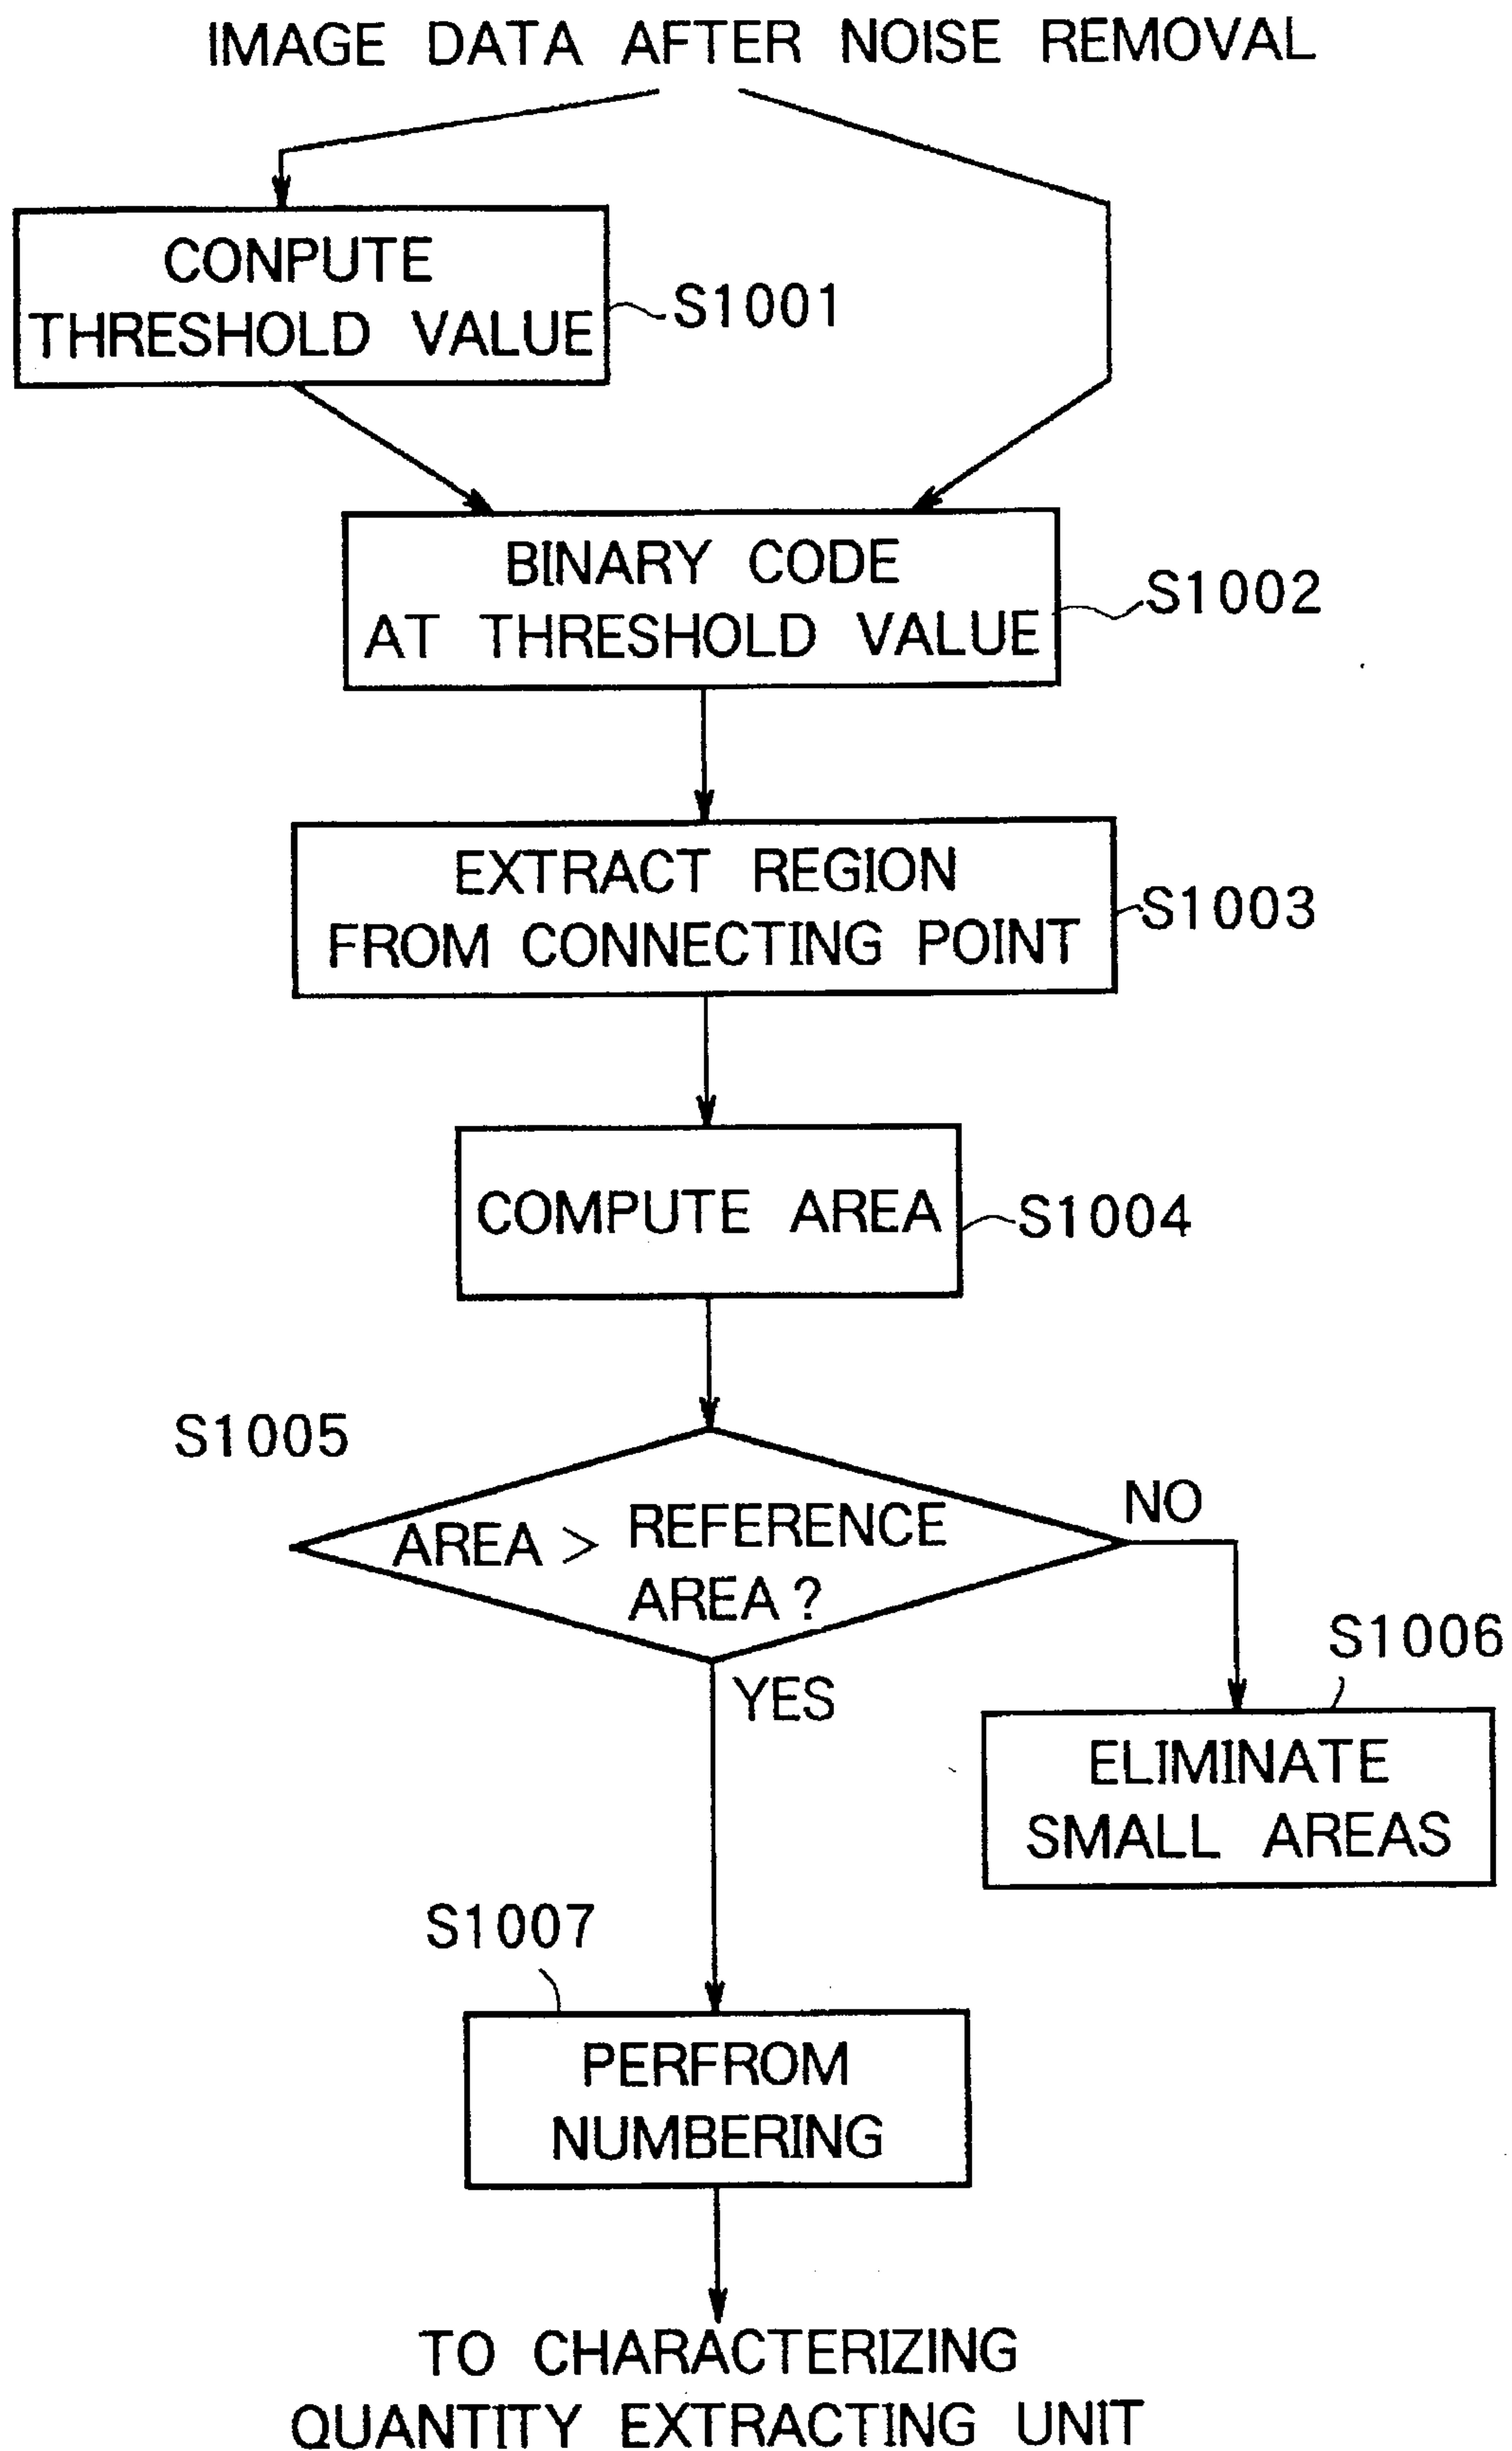 IMAGE DATA AFTER NOISE REMOVAL
CONPUTE
THRESHOLD VALUE
S1001
BINARY CODE
AT THRESHOLD VALUE
S1002
EXTRACT REGION
FROM CONNECTING POINT
S1003
COMPUTE AREA
S1004
S1005
AREA > REFERENCE
AREA?
NO
YES
S1006
ELIMINATE
SMALL AREAS
S1007
PERFROM
NUMBERING
TO CHARACTERIZING
QUANTITY EXTRACTING UNIT